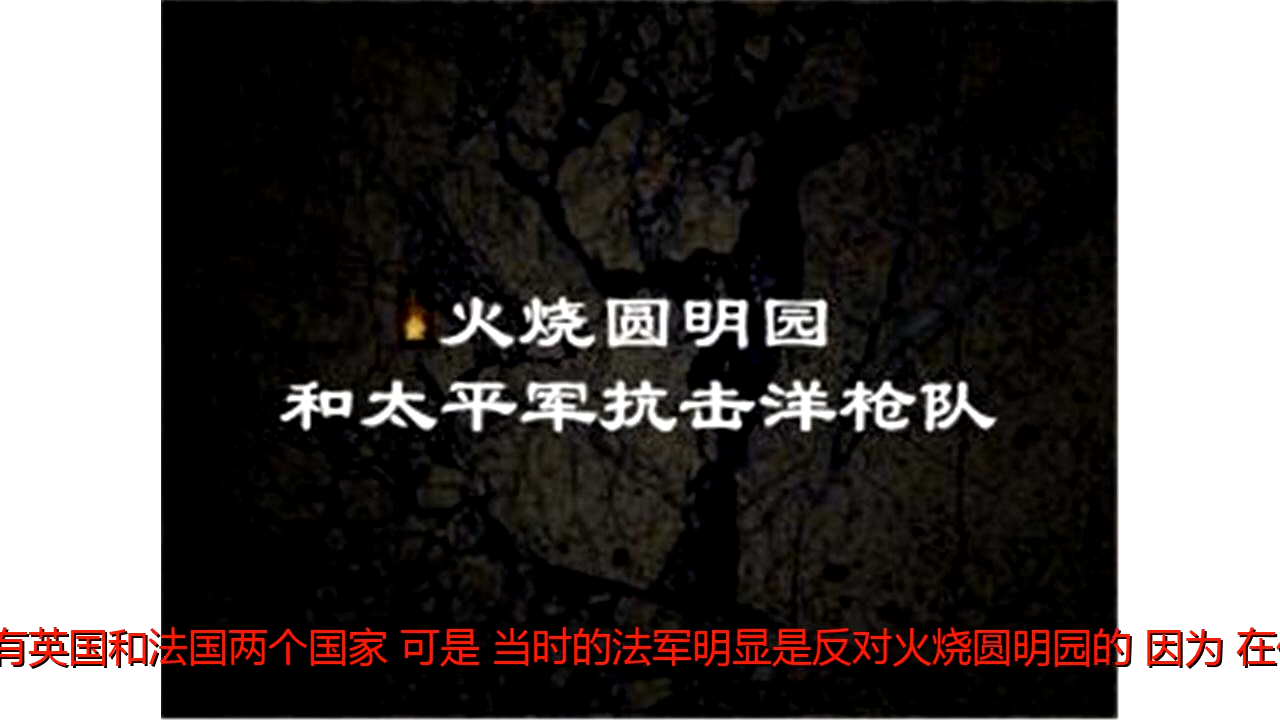 火烧圆明园
和太平军抗击洋枪队
有英国和法国两个国家 可是 当时的法军明显是反对火烧圆明园的 因为 在